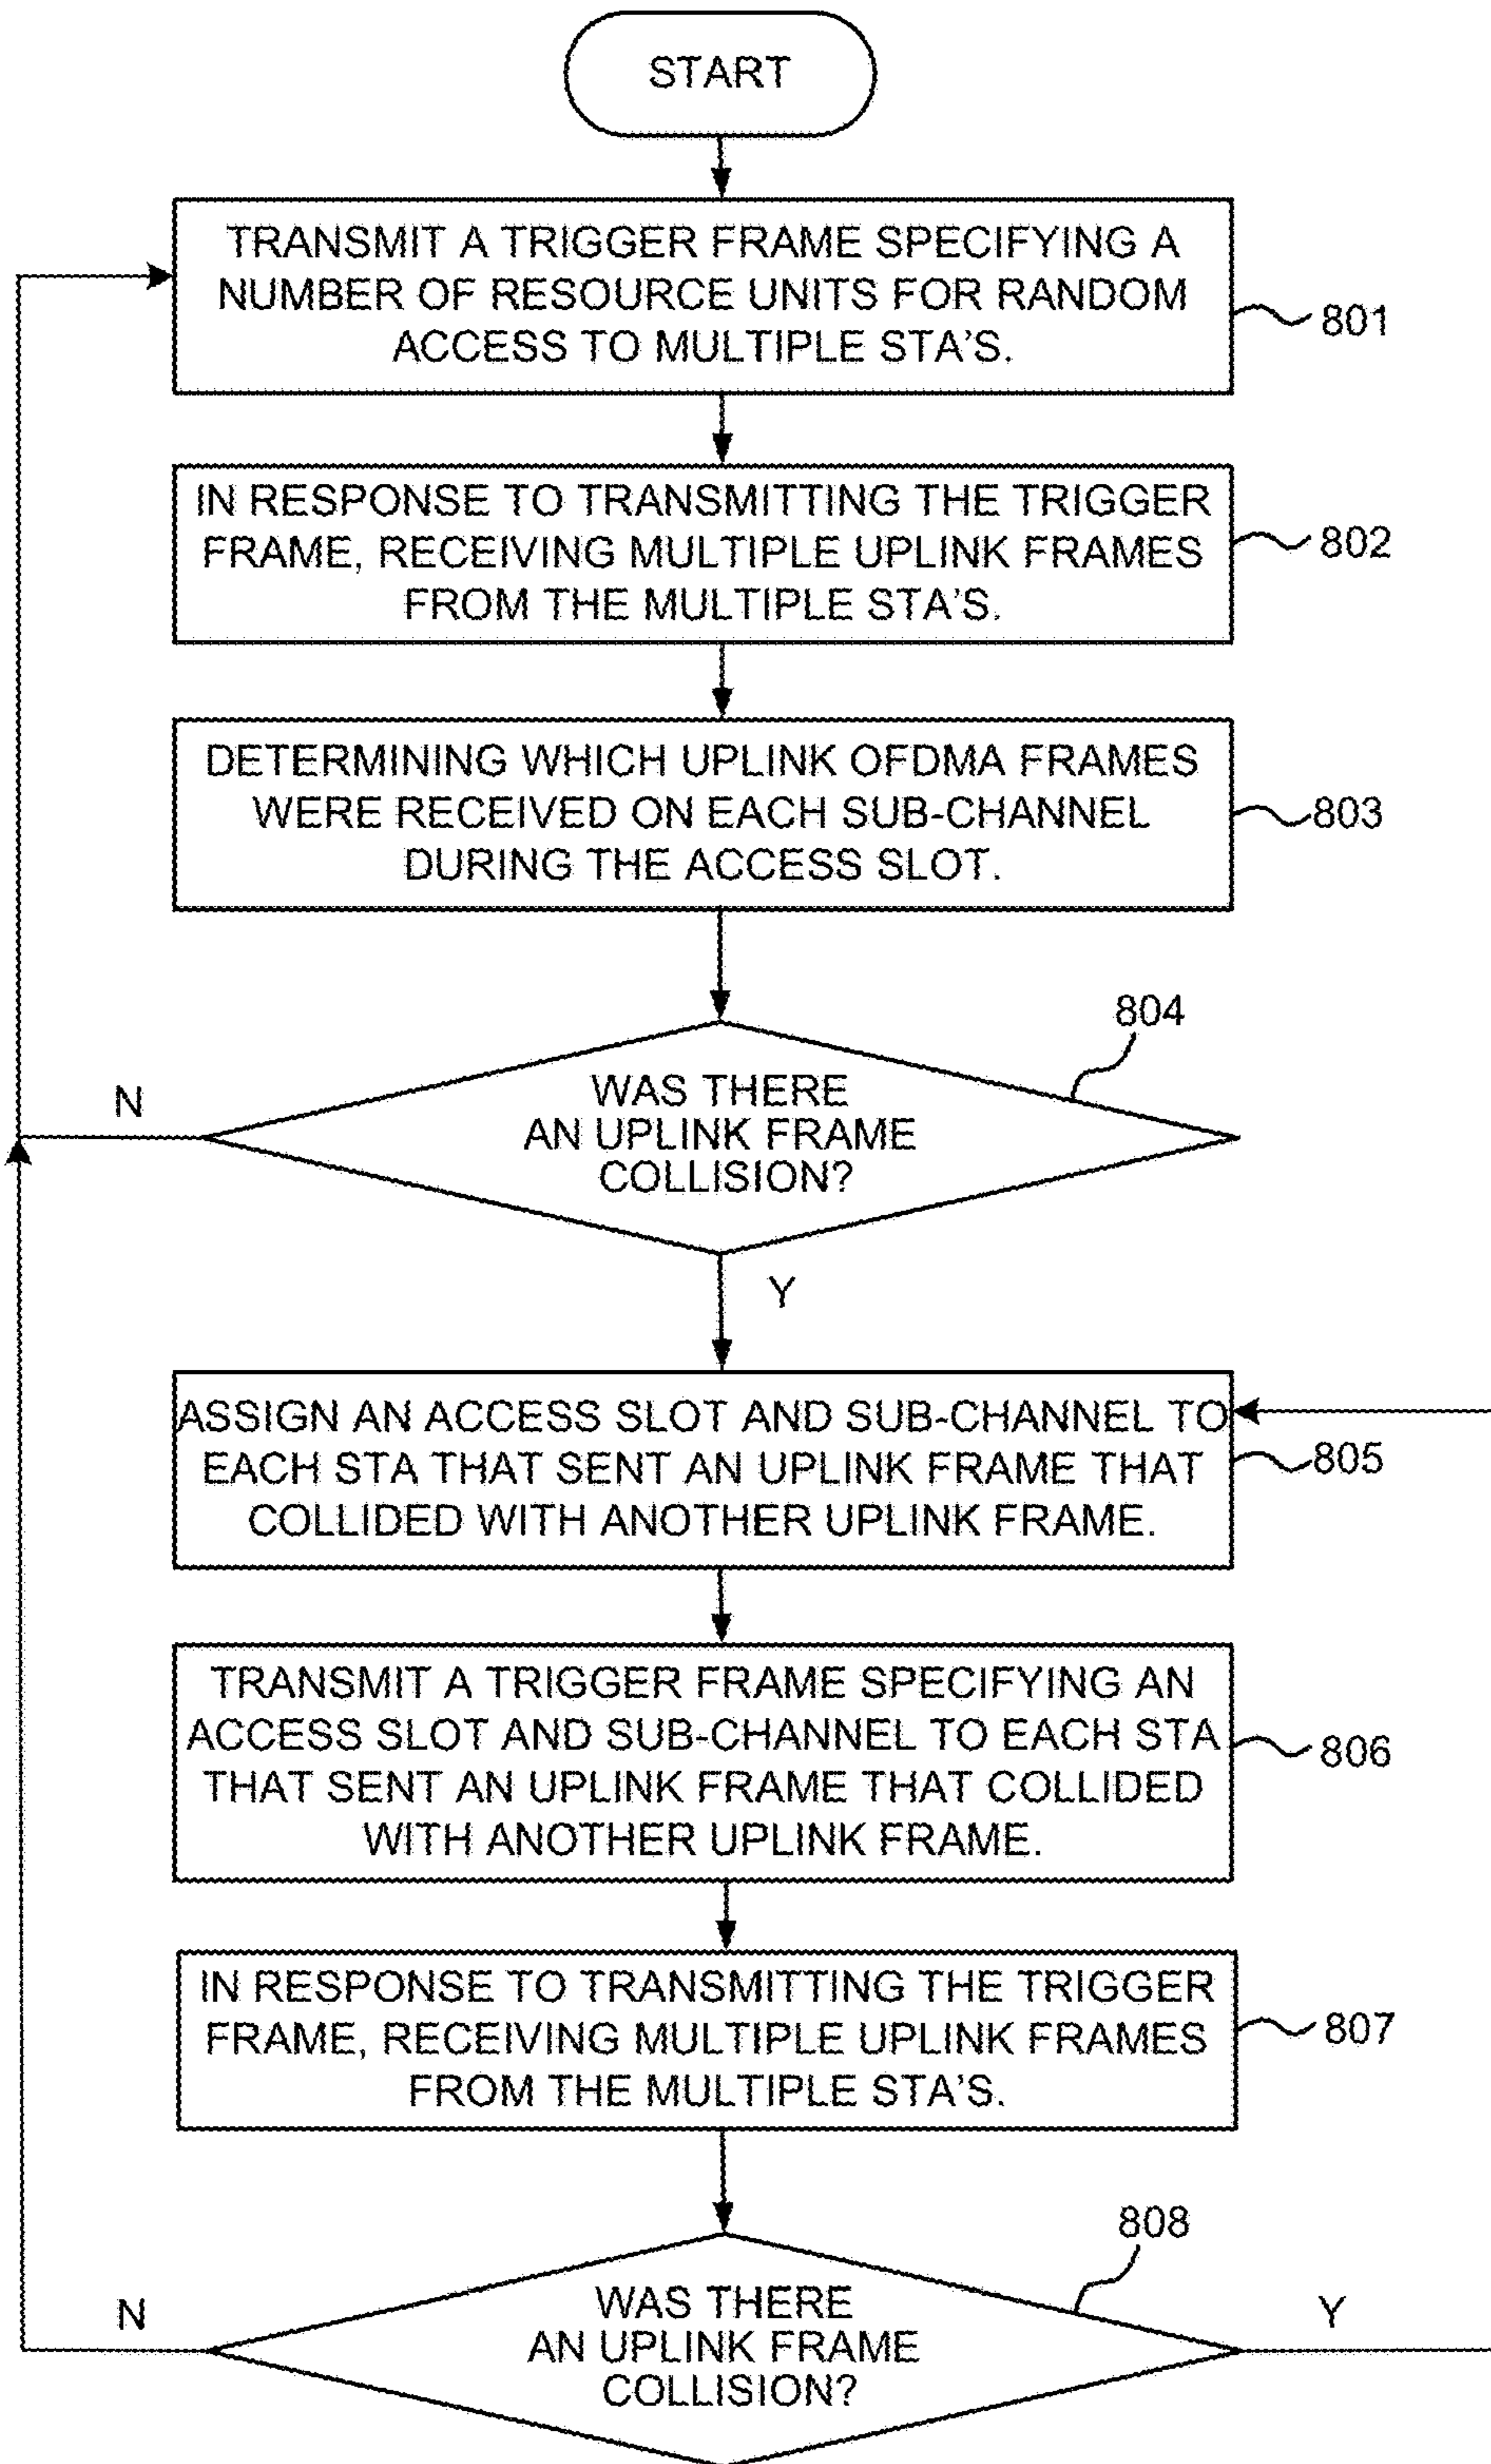 START
TRANSMIT A TRIGGER FRAME SPECIFYING A
NUMBER OF RESOURCE UNITS FOR RANDOM
ACCESS TO MULTIPLE STA'S.
801
IN RESPONSE TO TRANSMITTING THE TRIGGER
FRAME, RECEIVING MULTIPLE UPLINK FRAMES
FROM THE MULTIPLE STA'S.
802
DETERMINING WHICH UPLINK OFDMA FRAMES
WERE RECEIVED ON EACH SUB-CHANNEL
DURING THE ACCESS SLOT.
803
804
WAS THERE
AN UPLINK FRAME
COLLISION?
N
Y
ASSIGN AN ACCESS SLOT AND SUB-CHANNEL TO
EACH STA THAT SENT AN UPLINK FRAME THAT
COLLIDED WITH ANOTHER UPLINK FRAME.
805
TRANSMIT A TRIGGER FRAME SPECIFYING AN
ACCESS SLOT AND SUB-CHANNEL TO EACH STA
THAT SENT AN UPLINK FRAME THAT COLLIDED
WITH ANOTHER UPLINK FRAME.
806
IN RESPONSE TO TRANSMITTING THE TRIGGER
FRAME, RECEIVING MULTIPLE UPLINK FRAMES
FROM THE MULTIPLE STA'S.
807
808
WAS THERE
AN UPLINK FRAME
COLLISION?
N
Y